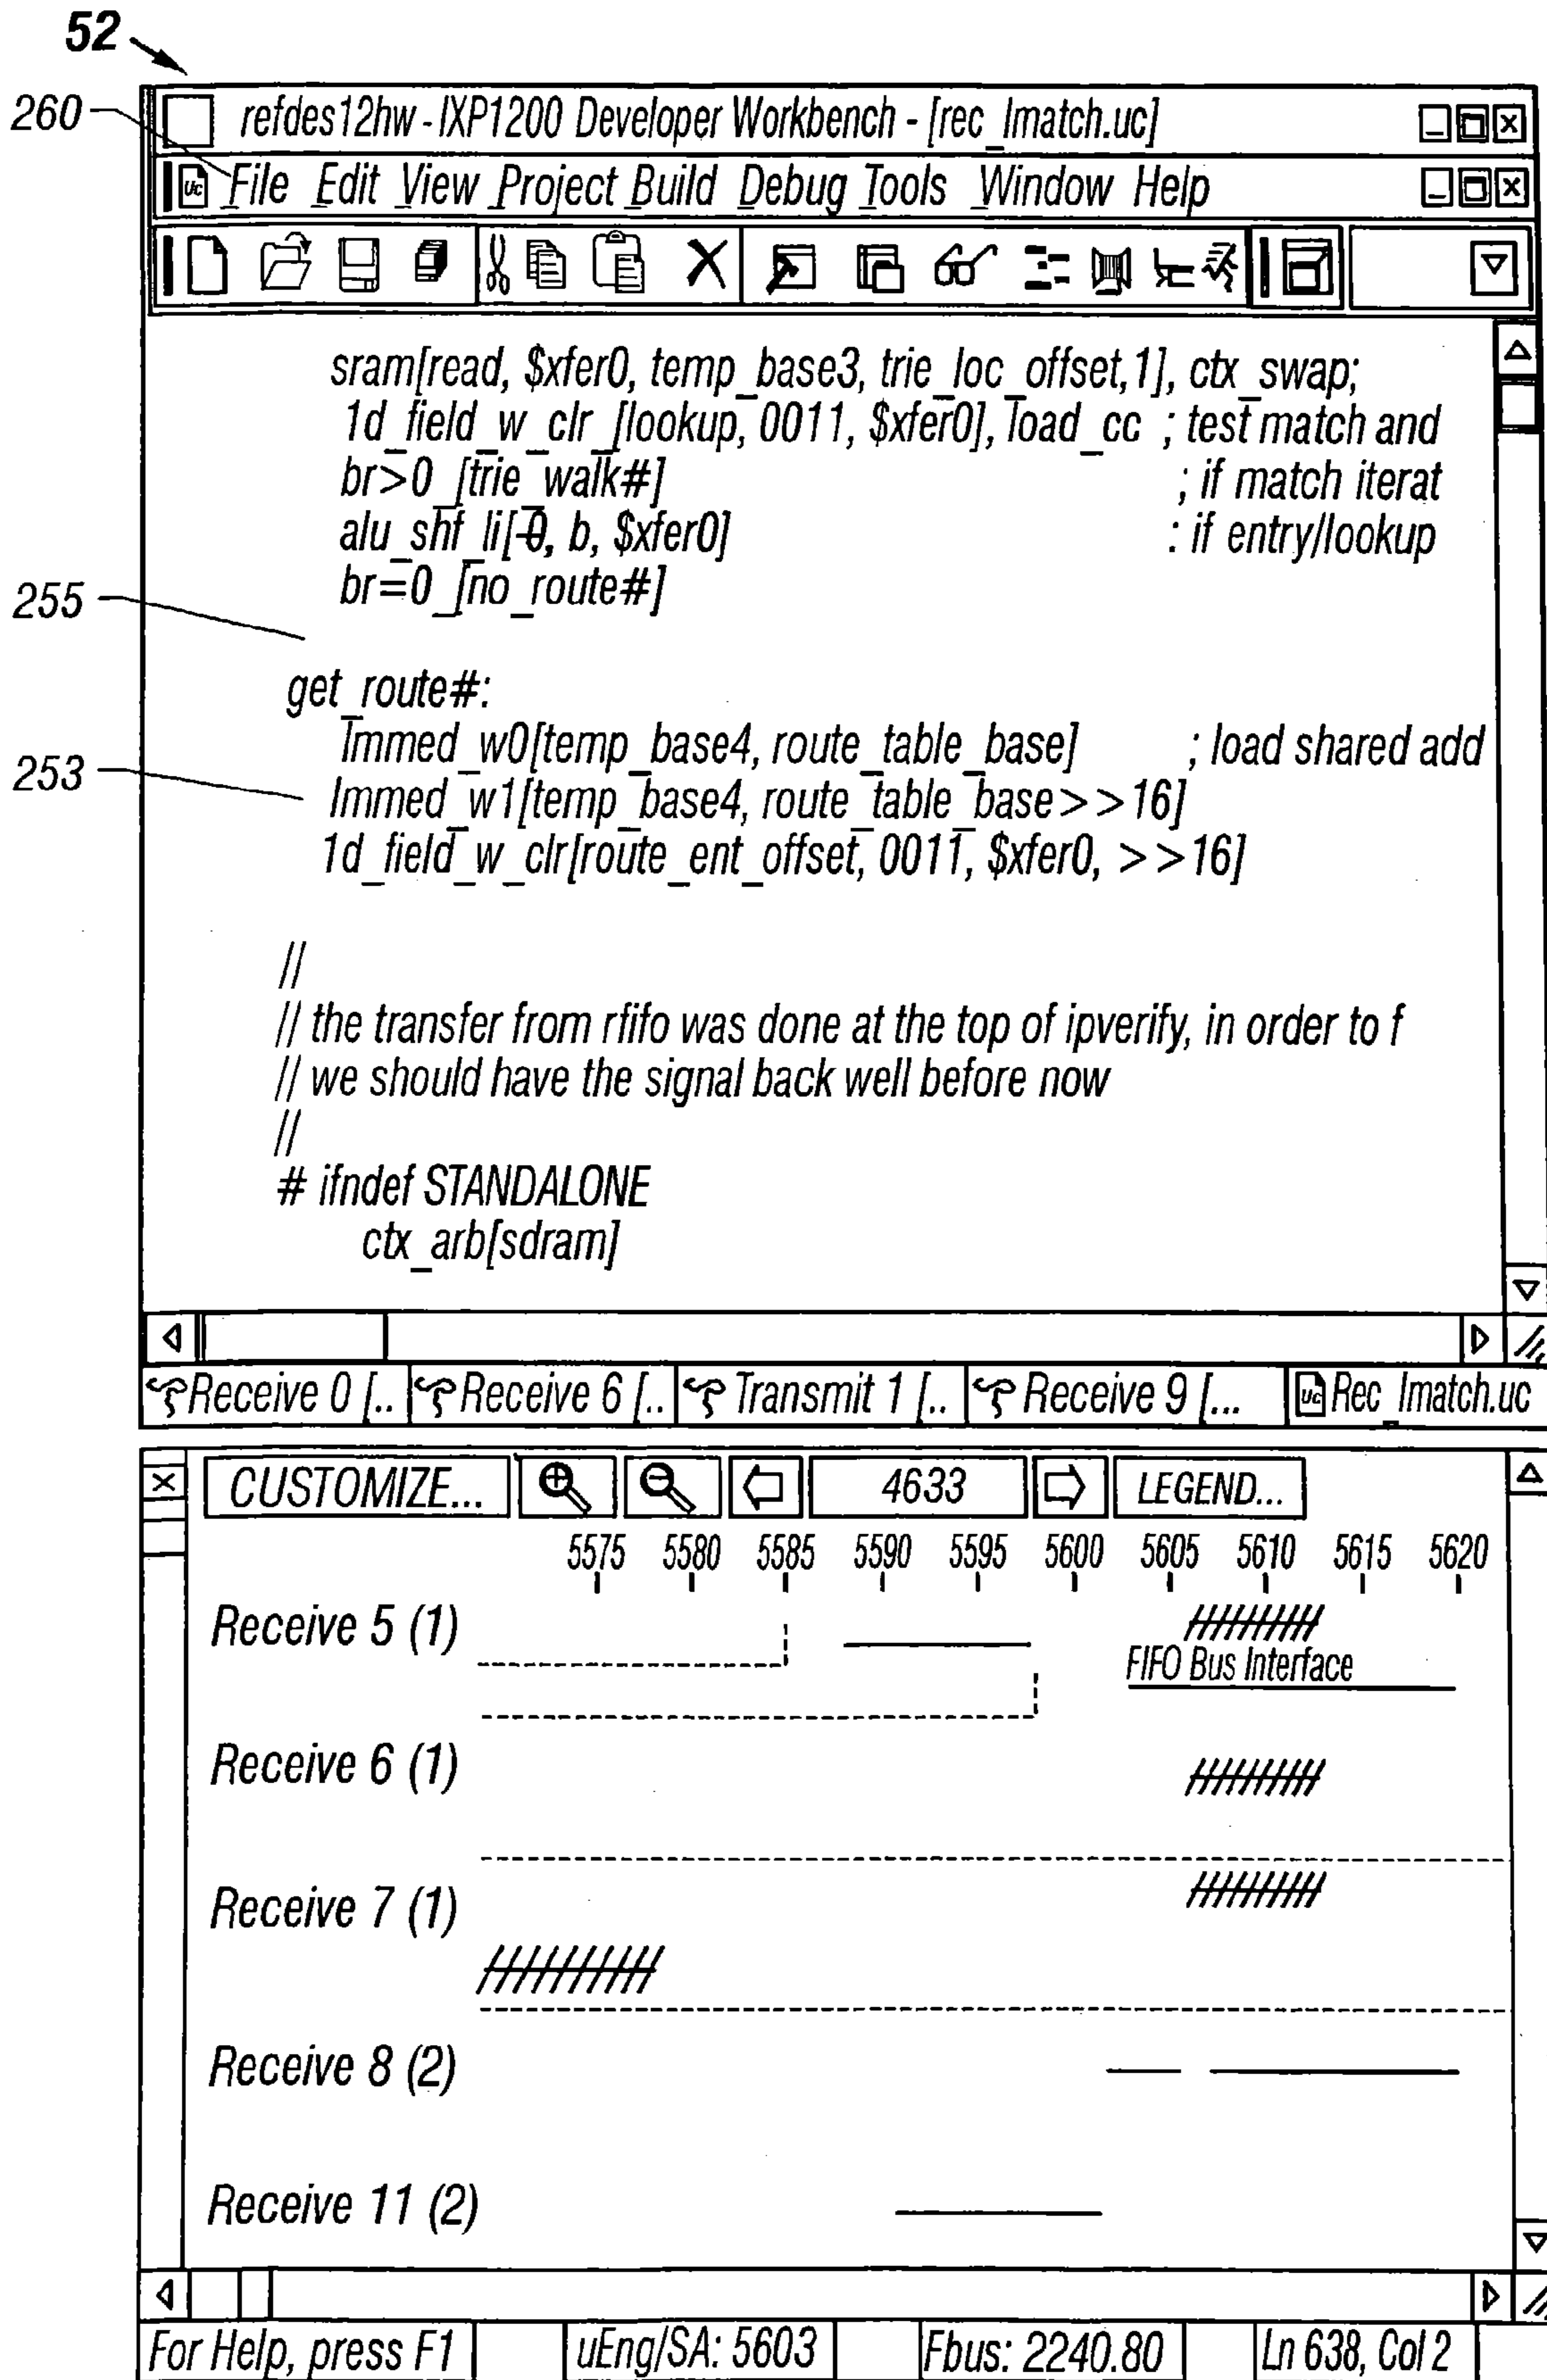 52
260
refdes12hw - IXP1200 Developer Workbench - [rec_lmatch.uc]
Uc File Edit View Project Build Debug Tools Window Help
sram[read, $xfer0, temp_base3, trie_loc_offset,1], ctx_swap;
1d_field_w_clr_[lookup, 0011, $xfer0], load_cc ; test match and
br>0_[trie_walk#] ; if match iterat
alu_shf_li[-0, b, $xfer0] : if entry/lookup
br=0_[no_route#]
255
get_route#:
Immed_w0[temp_base4, route_table_base] ; load shared add
253
Immed_w1[temp_base4, route_table_base>>16]
1d_field_w_clr[route_ent_offset, 0011, $xfer0, >>16]
//
// the transfer from rfifo was done at the top of ipverify, in order to f
// we should have the signal back well before now
//
# ifndef STANDALONE
ctx_arb[sdram]
Receive 0 [.. Receive 6 [.. Transmit 1 [.. Receive 9 [... Uc Rec_lmatch.uc
CUSTOMIZE... 4633 LEGEND...
5575 5580 5585 5590 5595 5600 5605 5610 5615 5620
Receive 5 (1)
FIFO Bus Interface
Receive 6 (1)
Receive 7 (1)
Receive 8 (2)
Receive 11 (2)
For Help, press F1 uEng/SA: 5603 Fbus: 2240.80 Ln 638, Col 2